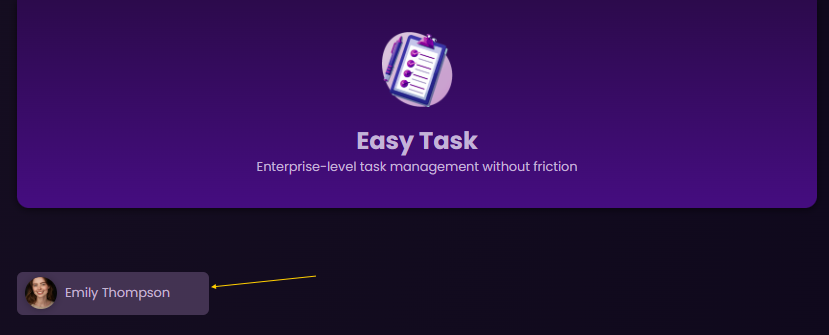 Easy Task
Enterprise-level task management without friction
Emily Thompson